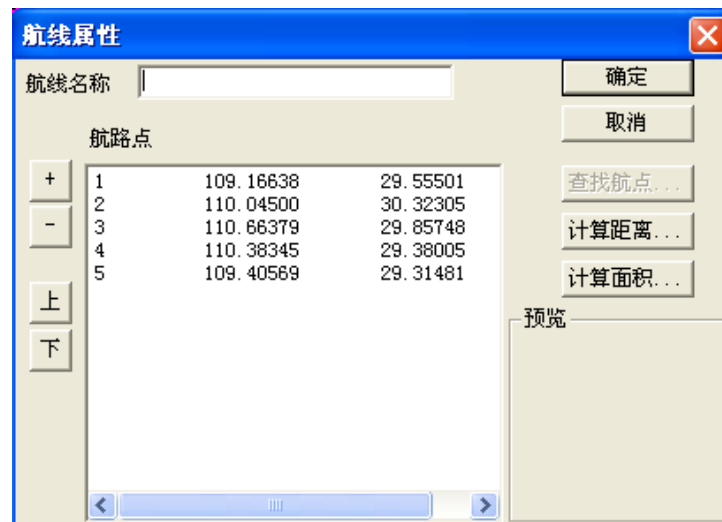 航线属性
航线名称
确定
取消
航路点
+
-
上
下
1 109.16638 29.55501
2 110.04500 30.32305
3 110.66379 29.85748
4 110.38345 29.38005
5 109.40569 29.31481
查找航点...
计算距离...
计算面积...
预览